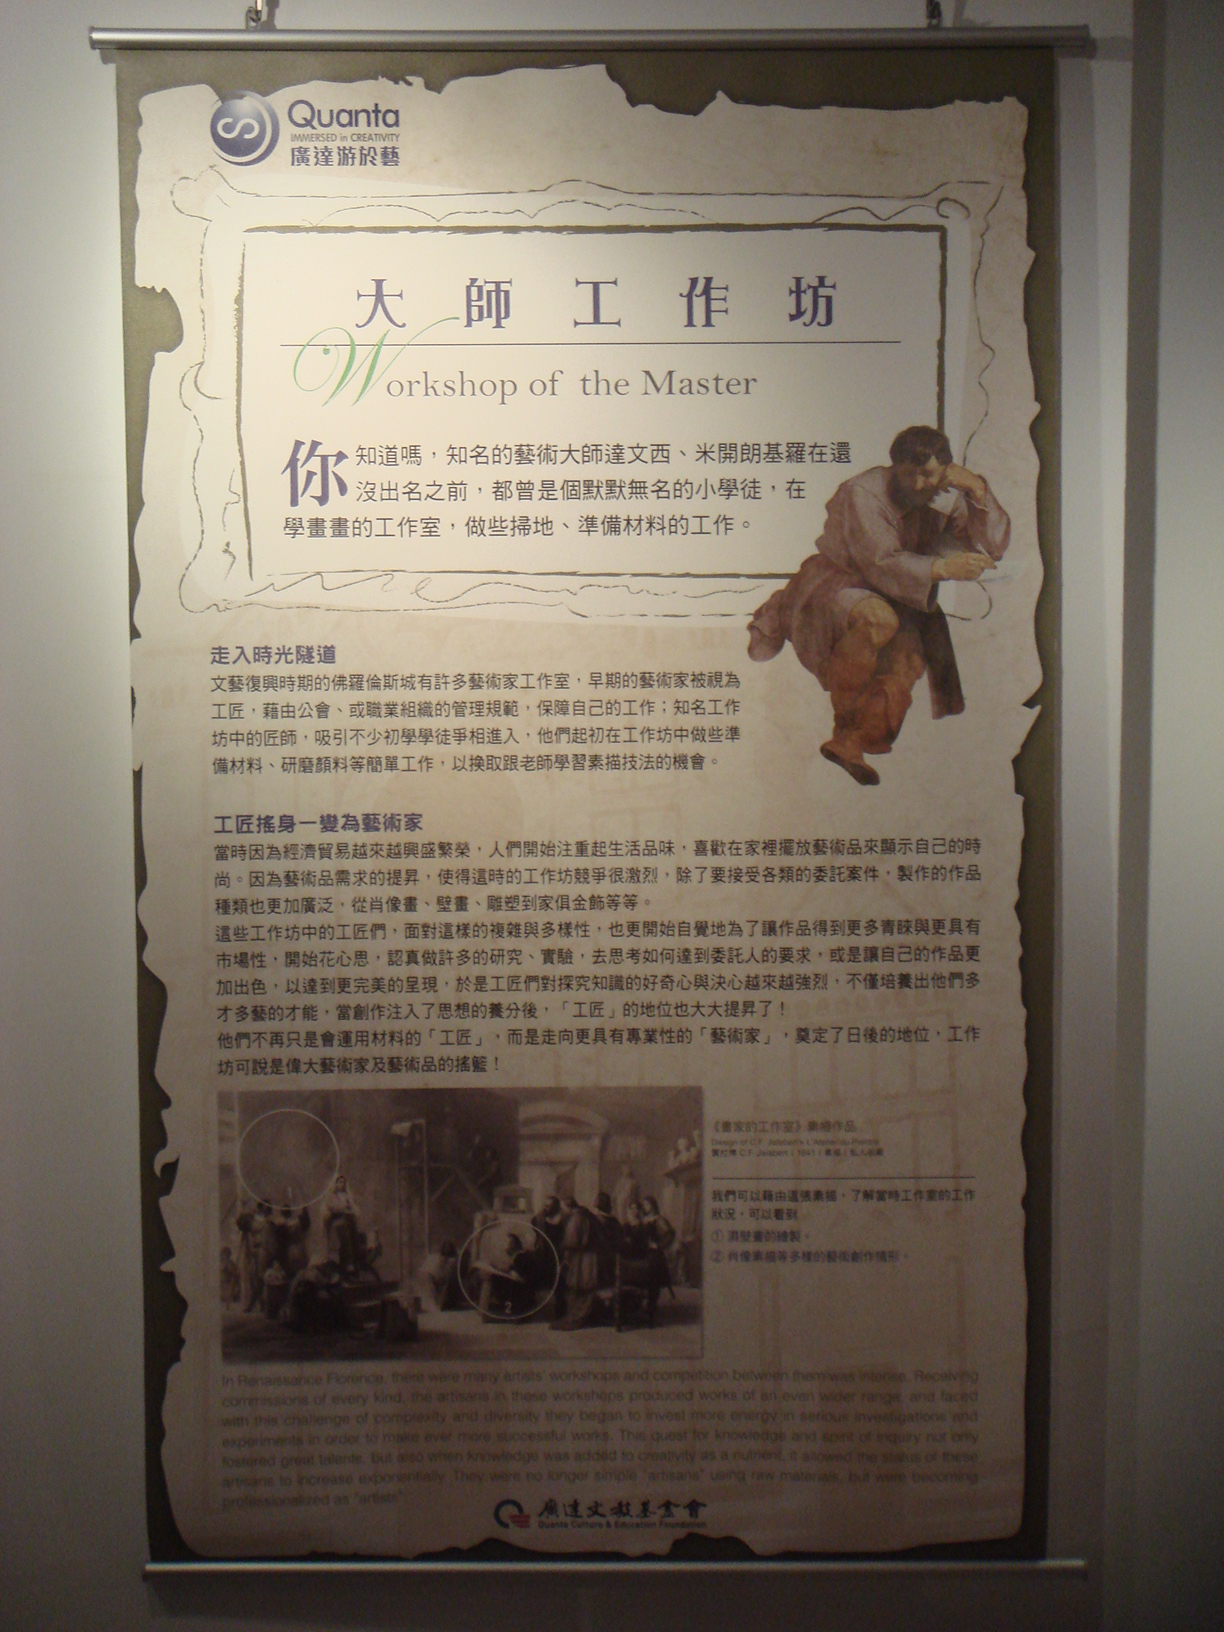 Quanta
IMMERSED in CREATIVITY
廣達游於藝
大師工作坊
Workshop of the Master
你知道嗎，知名的藝術大師達文西、米開朗基羅在還
沒出名之前，都曾是個默默無名的小學徒，在
學畫畫的工作室，做些掃地、準備材料的工作。
走入時光隧道
文藝復興時期的佛羅倫斯城有許多藝術家工作室，早期的藝術家被視為
工匠，藉由公會、或職業組織的管理規範，保障自己的工作；知名工作
坊中的匠師，吸引不少初學學徒爭相進入，他們起初在工作坊中做些準
備材料、研磨顏料等簡單工作，以換取跟老師學習素描技法的機會。
工匠搖身一變為藝術家
當時因為經濟貿易越來越興盛繁榮，人們開始注重起生活品味，喜歡在家裡擺放藝術品來顯示自己的時
尚。因為藝術品需求的提昇，使得這時的工作坊競爭很激烈，除了要接受各類的委託案件，製作的作品
種類也更加廣泛，從肖像畫、壁畫、雕塑到家俱金飾等等。
這些工作坊中的工匠們，面對這樣的複雜與多樣性，也更開始自覺地為了讓作品得到更多青睞與更具有
市場性，開始花心思，認真做許多的研究、實驗，去思考如何達到委託人的要求，或是讓自己的作品更
加出色，以達到更完美的呈現，於是工匠們對探究知識的好奇心與決心越來越強烈，不僅培養出他們多
才多藝的才能，當創作注入了思想的養分後，「工匠」的地位也大大提昇了！
他們不再只是會運用材料的「工匠」，而是走向更具有專業性的「藝術家」，奠定了日後的地位，工作
坊可說是偉大藝術家及藝術品的搖籃！
《畫家的工作室》素描作品
Design of C.F. Jalabert's L'Atelier du Peintre
C.F. Jalabert
我們可以藉由這張素描，了解當時工作室的工作
狀況，可以看到
① 濕壁畫的繪製。
② 肖像素描等多樣的藝術創作情形。
1
2
In Renaissance Florence, there were many artists' workshops and competition between them was intense. Receiving
commissions of every kind, the artisans in these workshops produced works of an even wider range, and faced
with this challenge of complexity and diversity they began to invest more energy in serious investigations and
experiments in order to make ever more successful works. This quest for knowledge and spirit of inquiry not only
fostered great talents, but also when knowledge was added to creativity as a nutrient, it allowed the status of these
artisans to increase exponentially. They were no longer simple "artisans" using raw materials, but were becoming
professionalized as "artists".
廣達文教基金會
Quanta Culture & Education Foundation